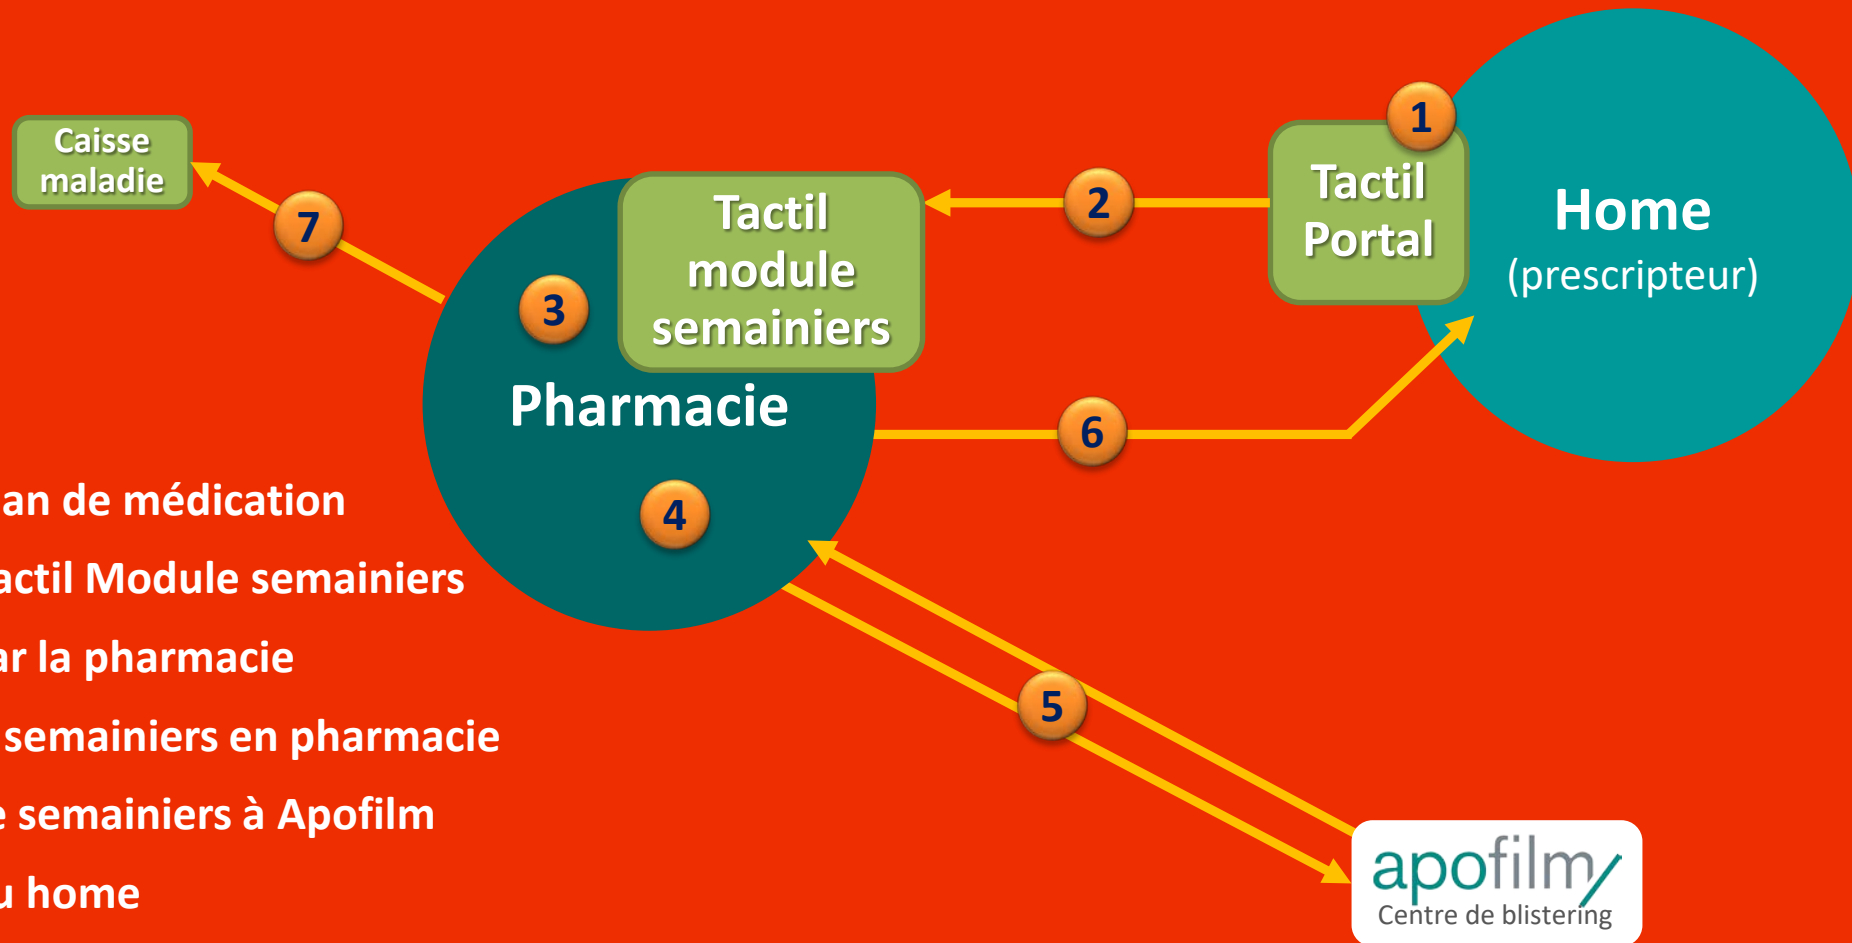 Caisse
maladie
7
Tactil
module
semainiers
2
1
Tactil
Portal
Home
(prescripteur)
3
Pharmacie
6
4
5
an de médication
actil Module semainiers
ar la pharmacie
semainiers en pharmacie
e semainiers à Apofilm
u home
apofilm
Centre de blistering